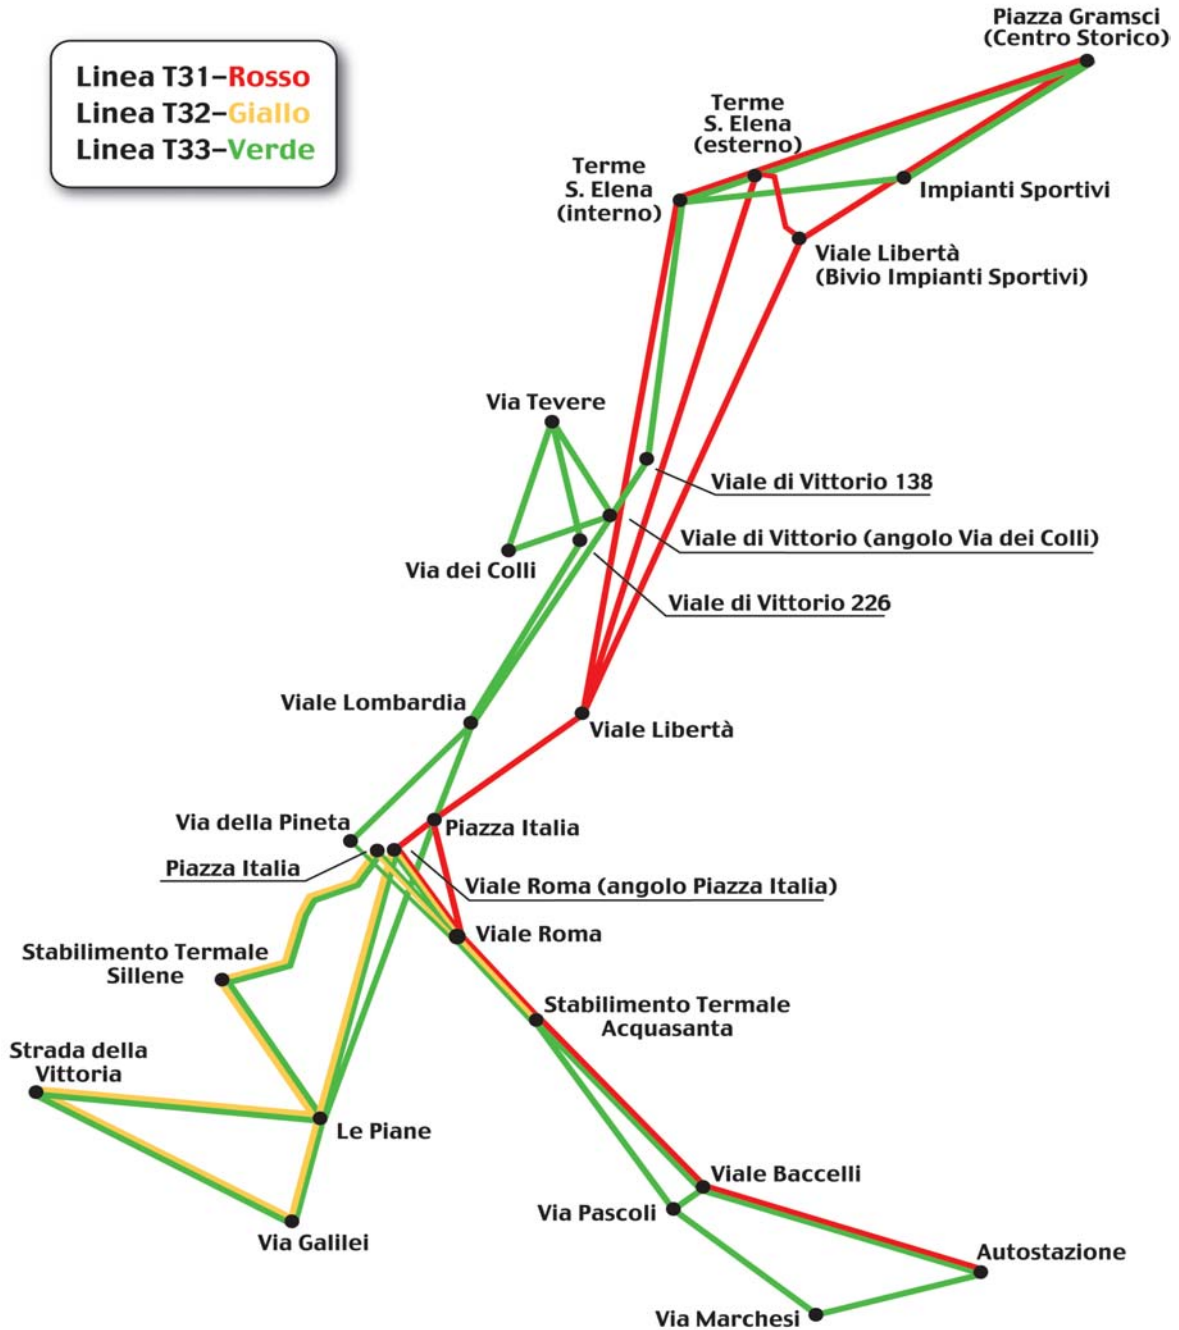 Linea T31–Rosso
Linea T32–Giallo
Linea T33–Verde
Piazza Gramsci
(Centro Storico)
Terme
S. Elena
(esterno)
Terme
S. Elena
(interno)
Impianti Sportivi
Viale Libertà
(Bivio Impianti Sportivi)
Via Tevere
Viale di Vittorio 138
Viale di Vittorio (angolo Via dei Colli)
Via dei Colli
Viale di Vittorio 226
Viale Lombardia
Viale Libertà
Via della Pineta
Piazza Italia
Piazza Italia
Viale Roma (angolo Piazza Italia)
Viale Roma
Stabilimento Termale
Sillene
Stabilimento Termale
Acquasanta
Strada della
Vittoria
Le Piane
Viale Baccelli
Via Pascoli
Via Galilei
Autostazione
Via Marchesi